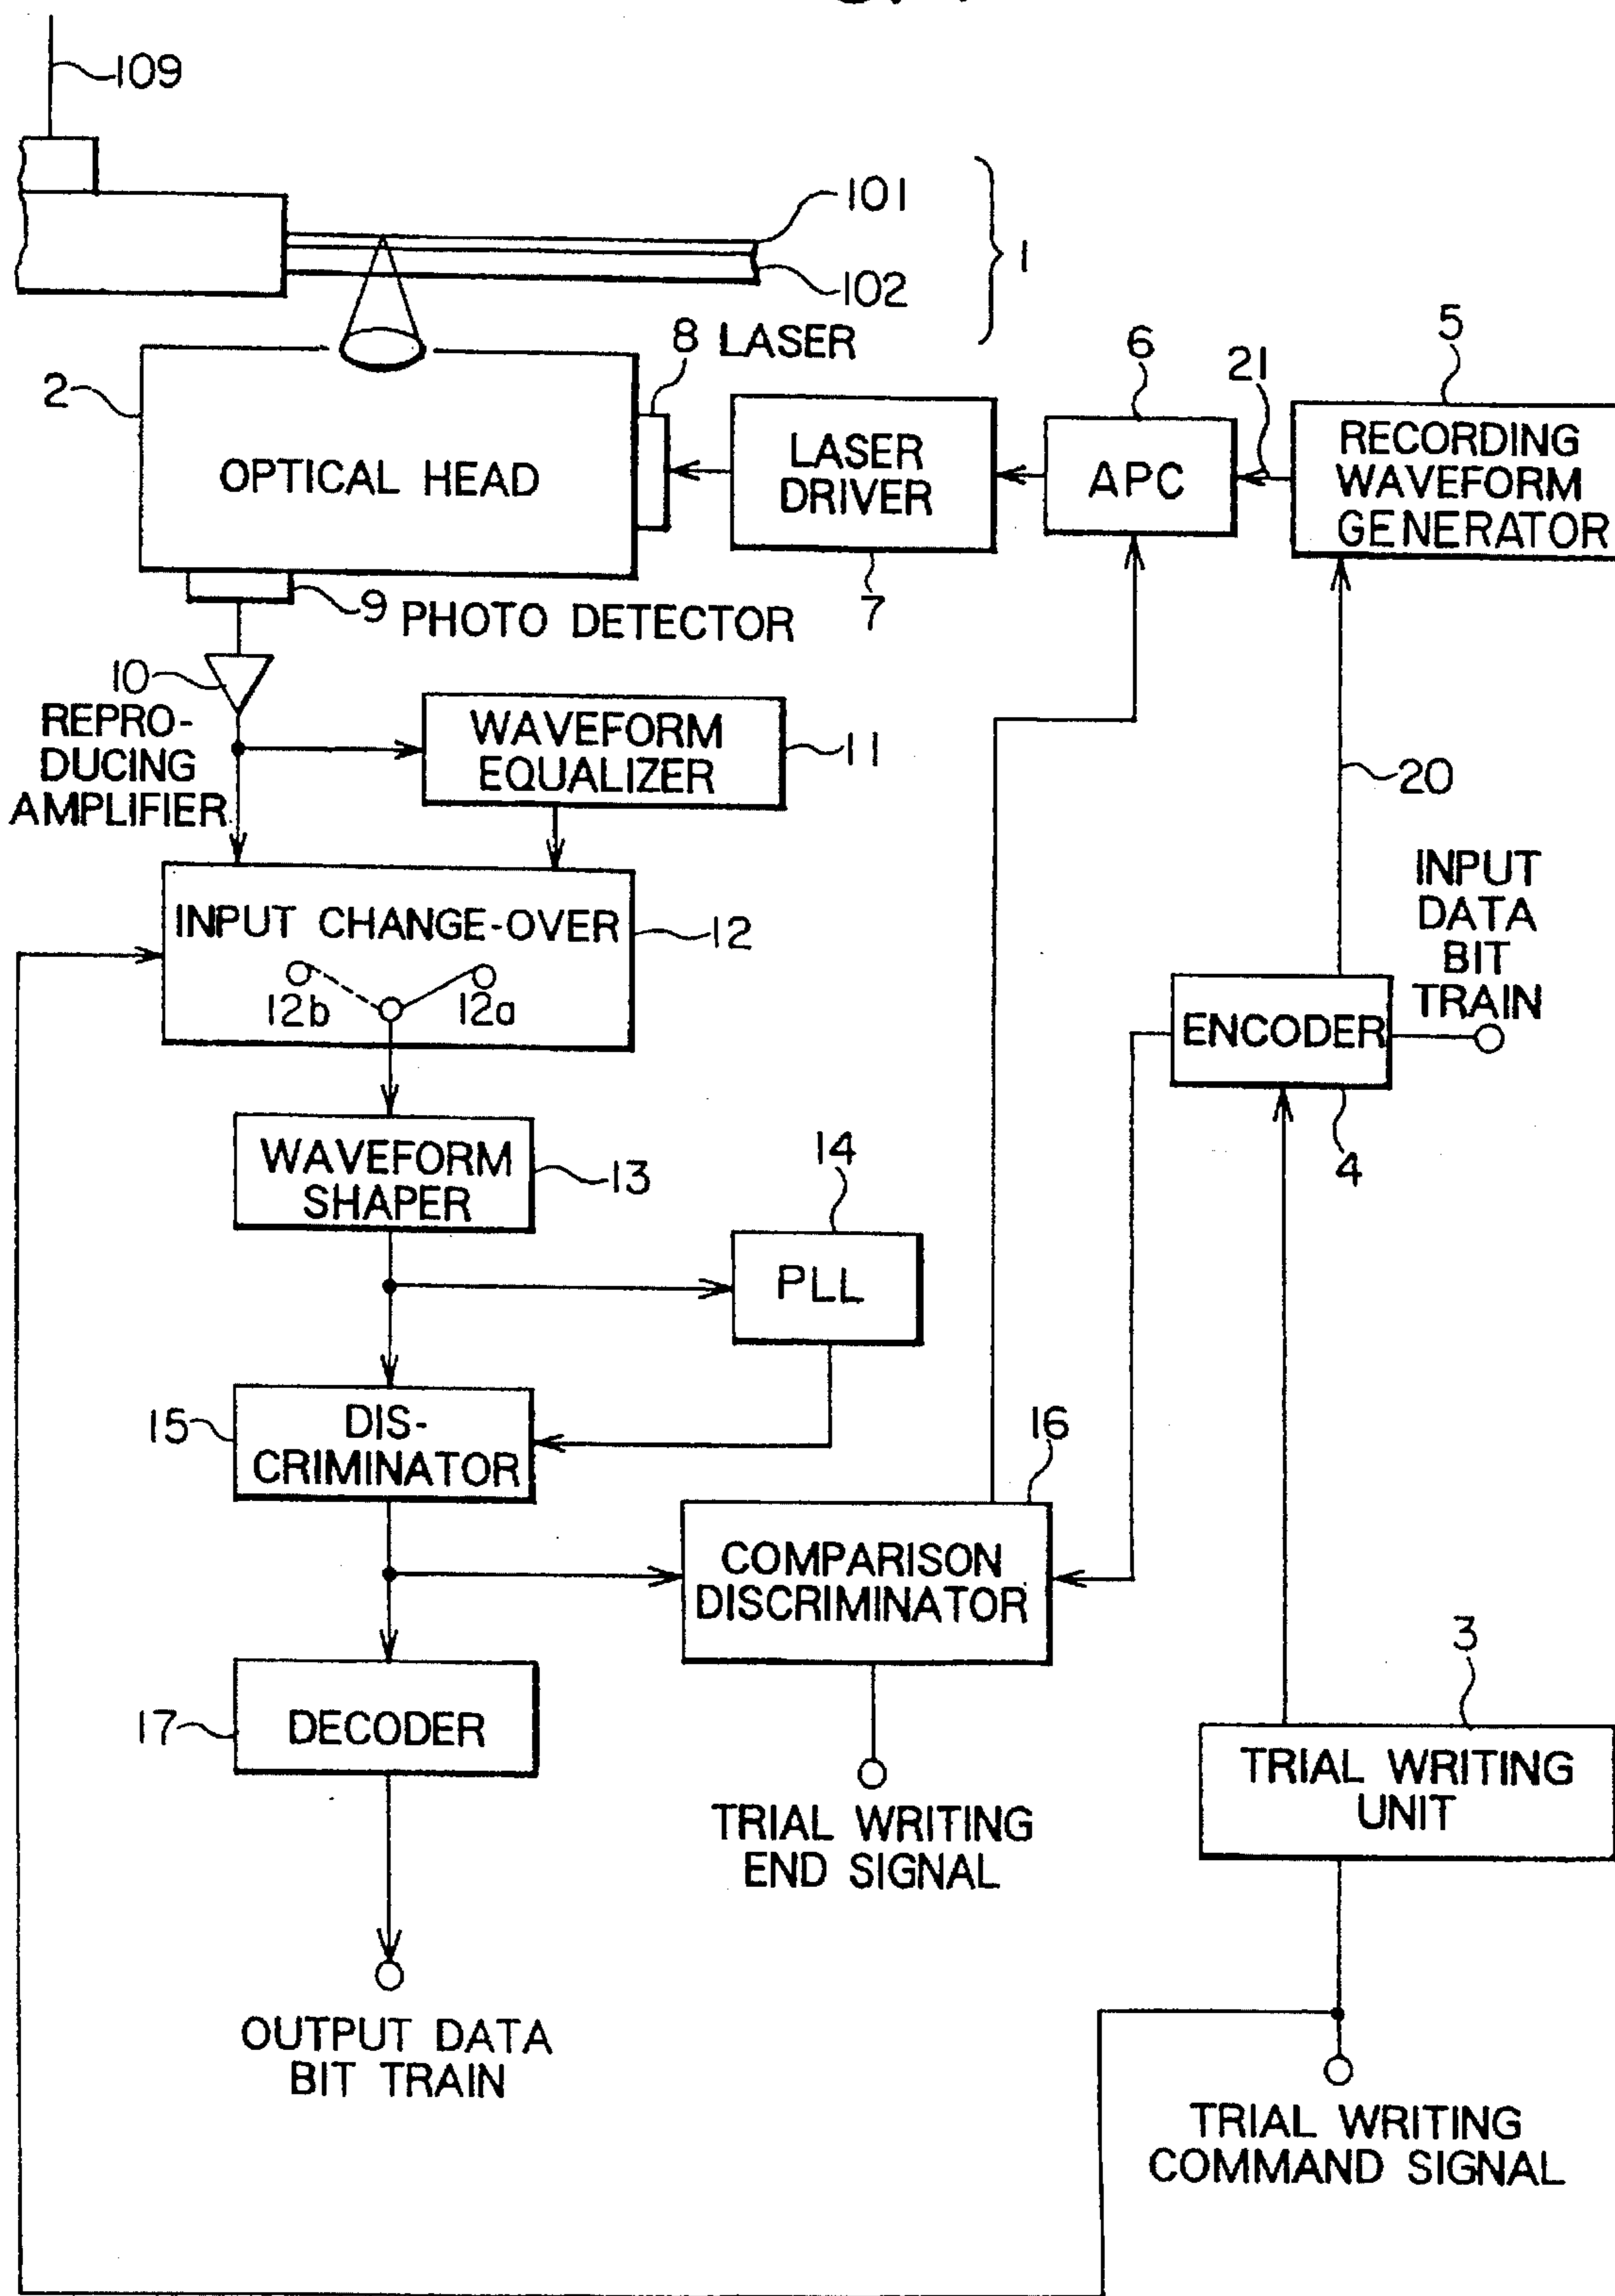 109
101
1
102
8 LASER
2
OPTICAL HEAD
LASER
DRIVER
7
6
APC
21
5
RECORDING
WAVEFORM
GENERATOR
9 PHOTO DETECTOR
10
REPRO-
DUCING
AMPLIFIER
WAVEFORM
EQUALIZER
11
20
INPUT
DATA
BIT
TRAIN
INPUT CHANGE-OVER
12
12b
12a
ENCODER
4
WAVEFORM
SHAPER
13
14
PLL
15
DIS-
CRIMINATOR
16
COMPARISON
DISCRIMINATOR
17
DECODER
3
TRIAL WRITING
UNIT
TRIAL WRITING
END SIGNAL
OUTPUT DATA
BIT TRAIN
TRIAL WRITING
COMMAND SIGNAL